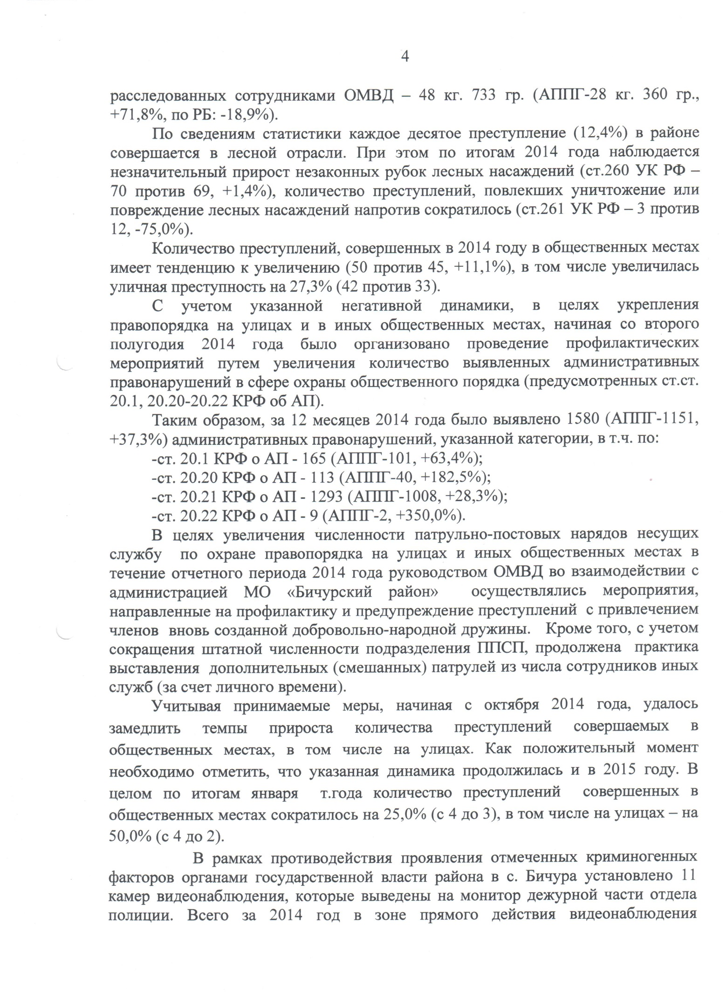 4
расследованных сотрудниками ОМВД – 48 кг. 733 гр. (АППГ-28 кг. 360 гр.,
+71,8%, по РБ: -18,9%).
По сведениям статистики каждое десятое преступление (12,4%) в районе
совершается в лесной отрасли. При этом по итогам 2014 года наблюдается
незначительный прирост незаконных рубок лесных насаждений (ст.260 УК РФ –
70 против 69, +1,4%), количество преступлений, повлекших уничтожение или
повреждение лесных насаждений напротив сократилось (ст.261 УК РФ – 3 против
12, -75,0%).
Количество преступлений, совершенных в 2014 году в общественных местах
имеет тенденцию к увеличению (50 против 45, +11,1%), в том числе увеличилась
уличная преступность на 27,3% (42 против 33).
С учетом указанной негативной динамики, в целях укрепления
правопорядка на улицах и в иных общественных местах, начиная со второго
полугодия 2014 года было организовано проведение профилактических
мероприятий путем увеличения количество выявленных административных
правонарушений в сфере охраны общественного порядка (предусмотренных ст.ст.
20.1, 20.20-20.22 КРФ об АП).
Таким образом, за 12 месяцев 2014 года было выявлено 1580 (АППГ-1151,
+37,3%) административных правонарушений, указанной категории, в т.ч. по:
-ст. 20.1 КРФ о АП - 165 (АППГ-101, +63,4%);
-ст. 20.20 КРФ о АП - 113 (АППГ-40, +182,5%);
-ст. 20.21 КРФ о АП - 1293 (АППГ-1008, +28,3%);
-ст. 20.22 КРФ о АП - 9 (АППГ-2, +350,0%).
В целях увеличения численности патрульно-постовых нарядов несущих
службу по охране правопорядка на улицах и иных общественных местах в
течение отчетного периода 2014 года руководством ОМВД во взаимодействии с
администрацией МО «Бичурский район» осуществлялись мероприятия,
направленные на профилактику и предупреждение преступлений с привлечением
членов вновь созданной добровольно-народной дружины. Кроме того, с учетом
сокращения штатной численности подразделения ППСП, продолжена практика
выставления дополнительных (смешанных) патрулей из числа сотрудников иных
служб (за счет личного времени).
Учитывая принимаемые меры, начиная с октября 2014 года, удалось
замедлить темпы прироста количества преступлений совершаемых в
общественных местах, в том числе на улицах. Как положительный момент
необходимо отметить, что указанная динамика продолжилась и в 2015 году. В
целом по итогам января т.года количество преступлений совершенных в
общественных местах сократилось на 25,0% (с 4 до 3), в том числе на улицах – на
50,0% (с 4 до 2).
В рамках противодействия проявления отмеченных криминогенных
факторов органами государственной власти района в с. Бичура установлено 11
камер видеонаблюдения, которые выведены на монитор дежурной части отдела
полиции. Всего за 2014 год в зоне прямого действия видеонаблюдения